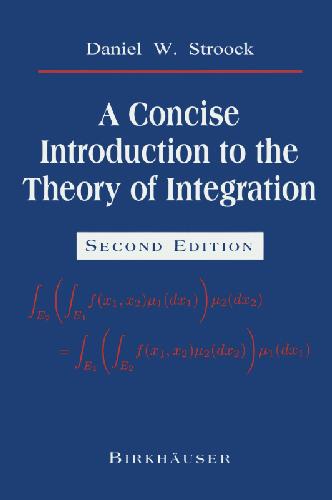 Daniel W. Stroock
A Concise
Introduction to the
Theory of Integration
SECOND EDITION
∫_{E_2} ( ∫_{E_1} f(x_1, x_2) μ_1(dx_1) ) μ_2(dx_2)
= ∫_{E_1} ( ∫_{E_2} f(x_1, x_2) μ_2(dx_2) ) μ_1(dx_1)
BIRKHÄUSER